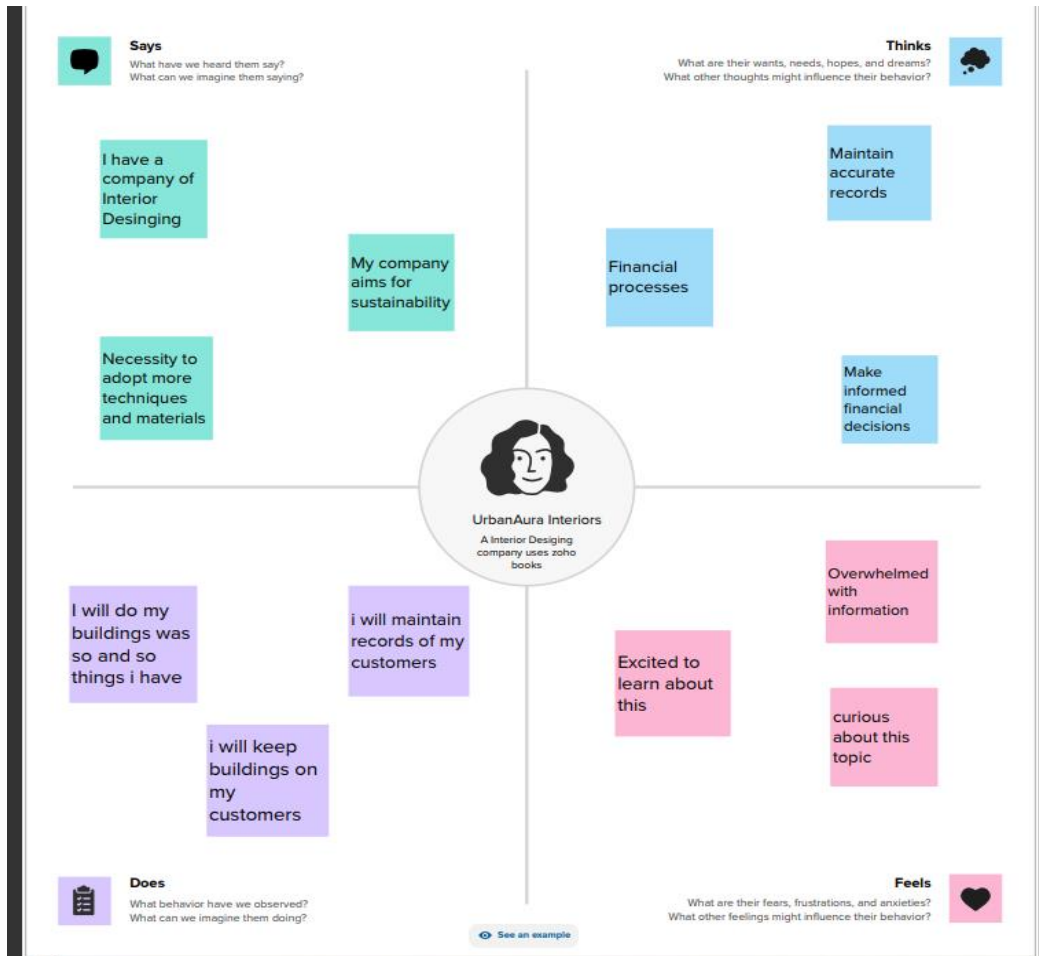 Says
What have we heard them say?
What can we imagine them saying?
Thinks
What are their wants, needs, hopes, and dreams?
What other thoughts might influence their behavior?
I have a
company of
Interior
Desinging
My company
aims for
sustainability
Necessity to
adopt more
techniques
and materials
Maintain
accurate
records
Financial
processes
Make
informed
financial
decisions
UrbanAura Interiors
A Interior Desiging
company uses zoho
books
I will do my
buildings was
so and so
things i have
i will maintain
records of my
customers
i will keep
buildings on
my
customers
Overwhelmed
with
information
Excited to
learn about
this
curious
about this
topic
Does
What behavior have we observed?
What can we imagine them doing?
See an example
Feels
What are their fears, frustrations, and anxieties?
What other feelings might influence their behavior?